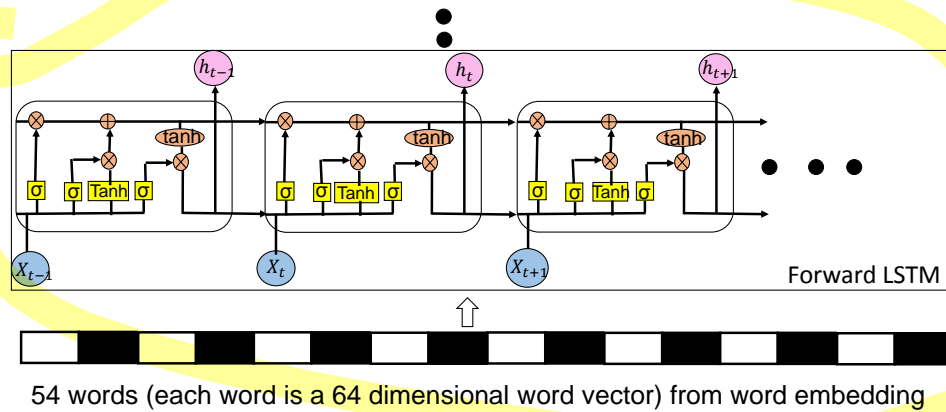 h_{t-1} h_t h_{t+1}
tanh tanh tanh
σ σ Tanh σ σ σ Tanh σ σ σ Tanh σ
X_{t-1} X_t X_{t+1}
Forward LSTM
54 words (each word is a 64 dimensional word vector) from word embedding